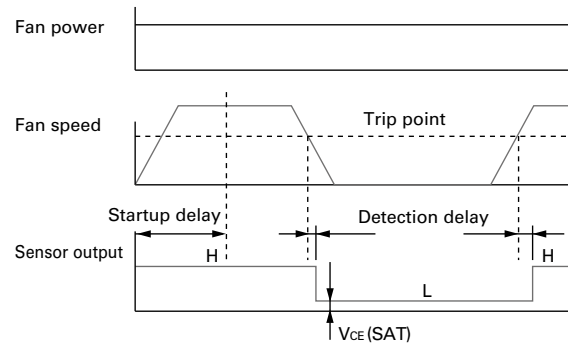 Fan power
Fan speed
Trip point
Startup delay
Detection delay
Sensor output
H
L
H
VCE (SAT)